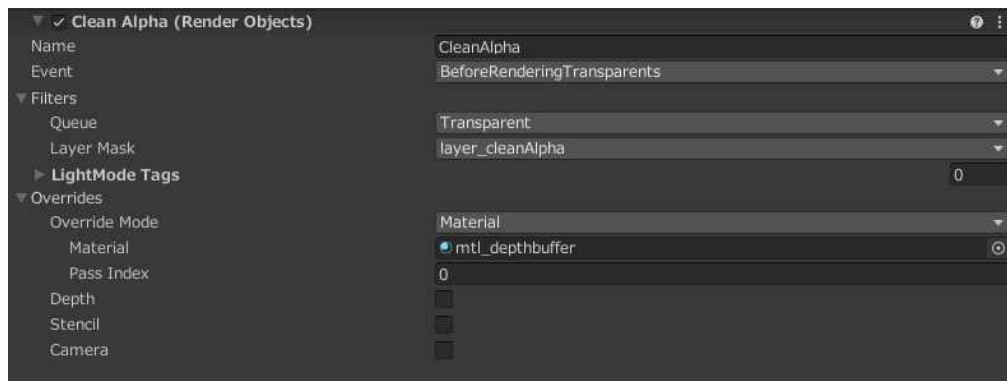 Clean Alpha (Render Objects)
Name CleanAlpha
Event BeforeRenderingTransparents
Filters
Queue Transparent
Layer Mask layer_cleanAlpha
LightMode Tags 0
Overrides
Override Mode Material
Material mtl_depthbuffer
Pass Index 0
Depth
Stencil
Camera